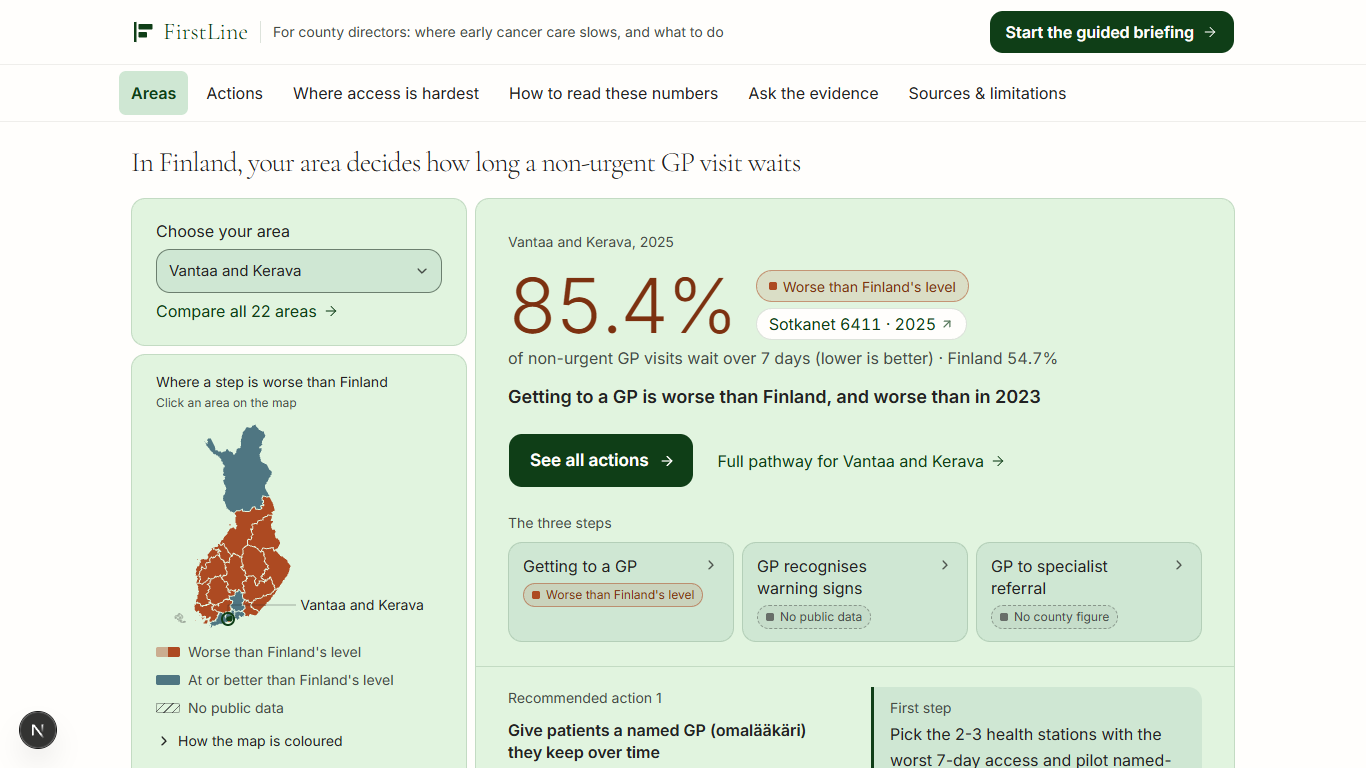 FirstLine
For county directors: where early cancer care slows, and what to do
Start the guided briefing →
Areas
Actions
Where access is hardest
How to read these numbers
Ask the evidence
Sources & limitations
In Finland, your area decides how long a non-urgent GP visit waits
Choose your area
Vantaa and Kerava
Compare all 22 areas →
Where a step is worse than Finland
Click an area on the map
Vantaa and Kerava
Worse than Finland's level
At or better than Finland's level
No public data
How the map is coloured
N
Vantaa and Kerava, 2025
85.4%
Worse than Finland's level
Sotkanet 6411 · 2025 ↗
of non-urgent GP visits wait over 7 days (lower is better) · Finland 54.7%
Getting to a GP is worse than Finland, and worse than in 2023
See all actions →
Full pathway for Vantaa and Kerava →
The three steps
Getting to a GP
Worse than Finland's level
GP recognises
warning signs
No public data
GP to specialist
referral
No county figure
Recommended action 1
Give patients a named GP (omalääkäri)
they keep over time
First step
Pick the 2-3 health stations with the
worst 7-day access and pilot named-